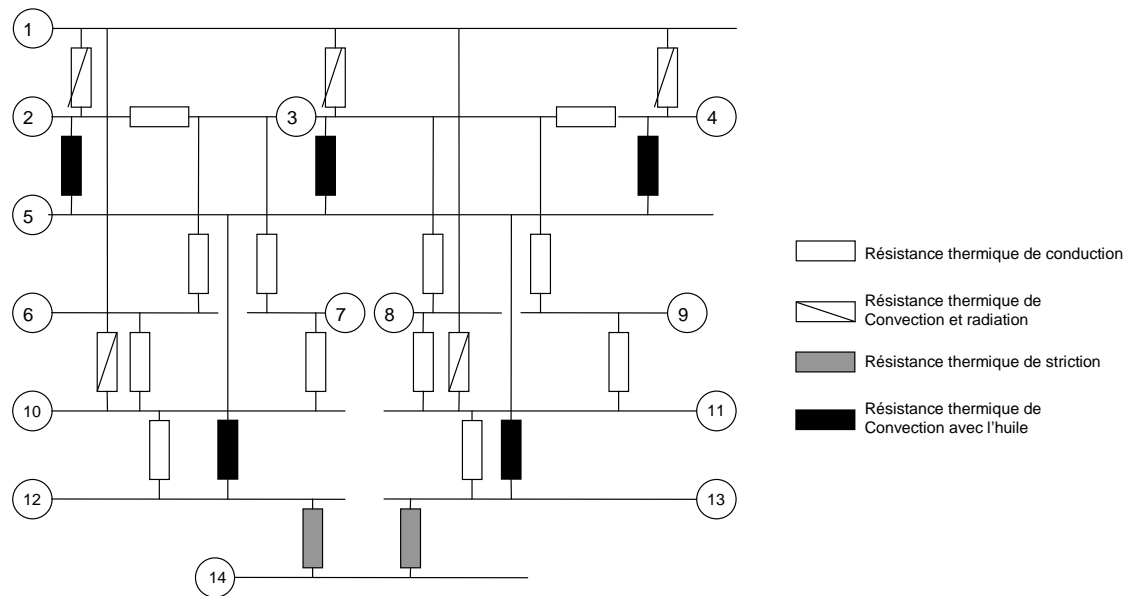 1
2
3
4
5
6
7
8
9
10
11
12
13
14
Résistance thermique de conduction
Résistance thermique de
Convection et radiation
Résistance thermique de striction
Résistance thermique de
Convection avec l'huile